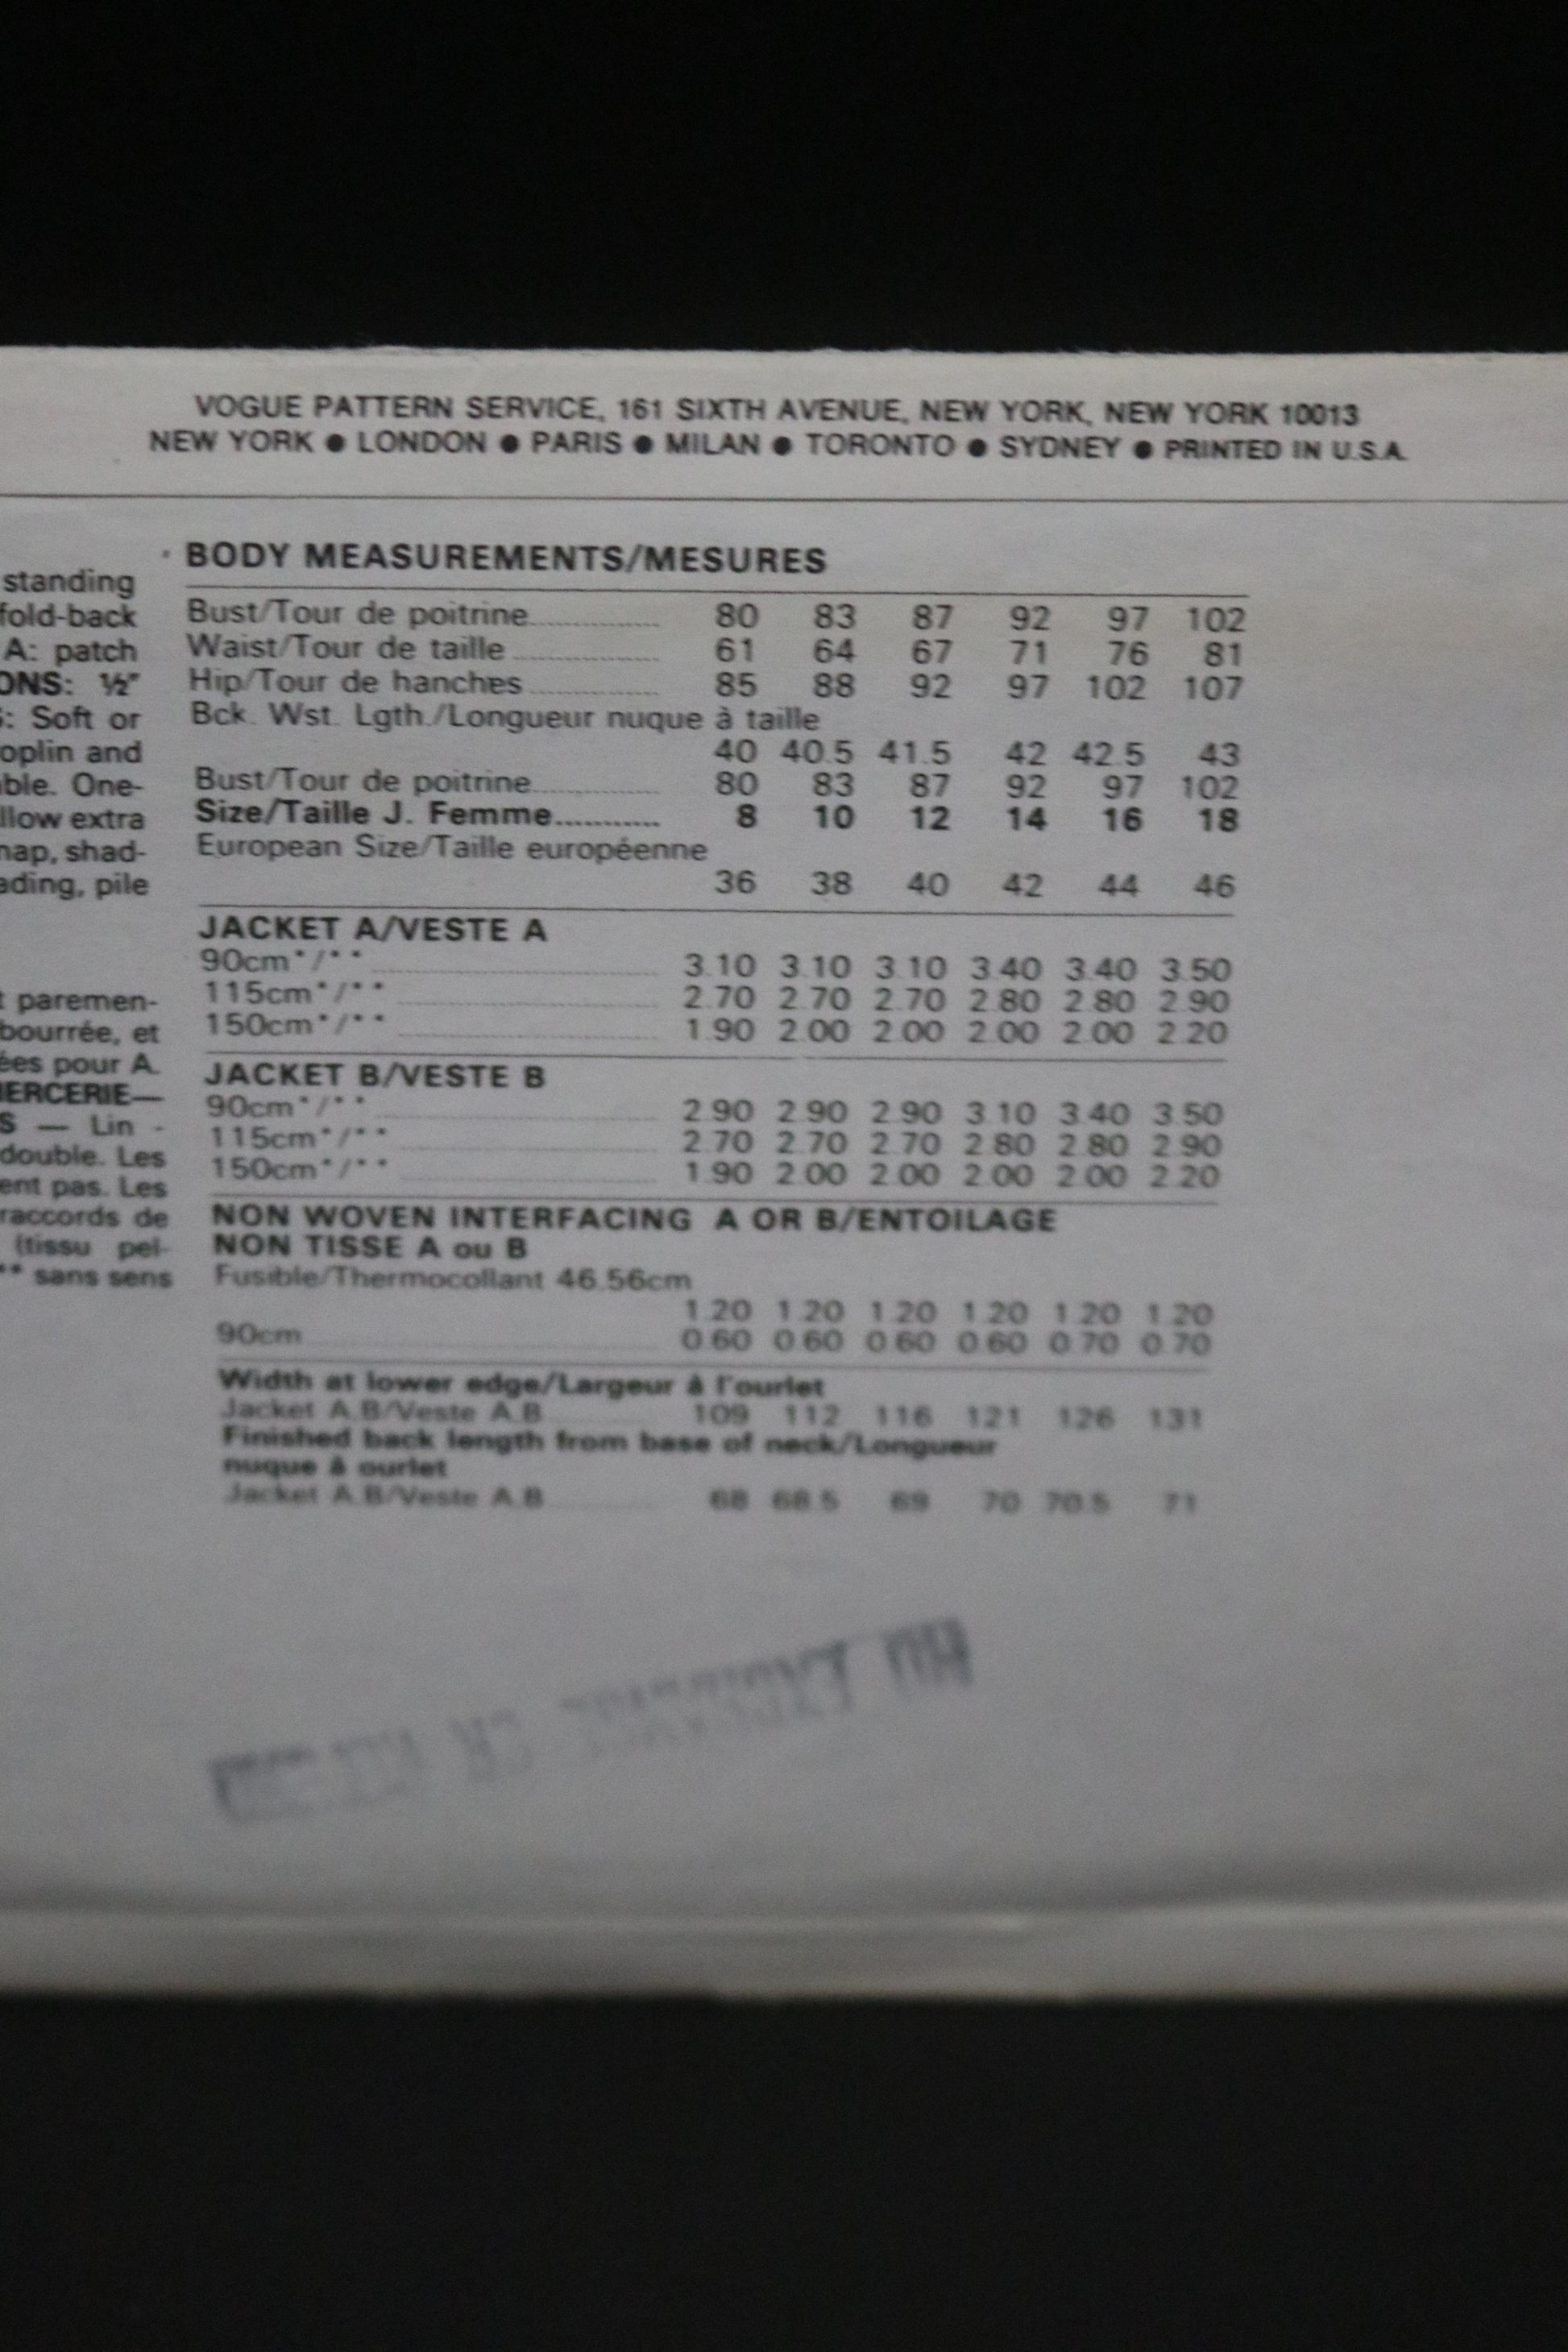 VOGUE PATTERN SERVICE, 161 SIXTH AVENUE, NEW YORK, NEW YORK 10013
NEW YORK ● LONDON ● PARIS ● MILAN ● TORONTO ● SYDNEY ● PRINTED IN U.S.A.
standing
fold-back
A: patch
ONS: ½"
: Soft or
oplin and
ble. One-
llow extra
nap, shad-
ading, pile
t paremen-
bourrée, et
ées pour A.
MERCERIE—
S — Lin -
double. Les
ent pas. Les
raccords de
(tissu pel-
** sans sens
BODY MEASUREMENTS/MESURES
Bust/Tour de poitrine 80 83 87 92 97 102
Waist/Tour de taille 61 64 67 71 76 81
Hip/Tour de hanches 85 88 92 97 102 107
Bck. Wst. Lgth./Longueur nuque à taille
40 40.5 41.5 42 42.5 43
Bust/Tour de poitrine 80 83 87 92 97 102
Size/Taille J. Femme 8 10 12 14 16 18
European Size/Taille européenne
36 38 40 42 44 46
JACKET A/VESTE A
90cm*/** 3.10 3.10 3.10 3.40 3.40 3.50
115cm*/** 2.70 2.70 2.70 2.80 2.80 2.90
150cm*/** 1.90 2.00 2.00 2.00 2.00 2.20
JACKET B/VESTE B
90cm*/** 2.90 2.90 2.90 3.10 3.40 3.50
115cm*/** 2.70 2.70 2.70 2.80 2.80 2.90
150cm*/** 1.90 2.00 2.00 2.00 2.00 2.20
NON WOVEN INTERFACING A OR B/ENTOILAGE
NON TISSE A ou B
Fusible/Thermocollant 46.56cm
1.20 1.20 1.20 1.20 1.20 1.20
90cm 0.60 0.60 0.60 0.60 0.70 0.70
Width at lower edge/Largeur à l'ourlet
Jacket A.B/Veste A.B 109 112 116 121 126 131
Finished back length from base of neck/Longueur
nuque à ourlet
Jacket A.B/Veste A.B 68 68.5 69 70 70.5 71